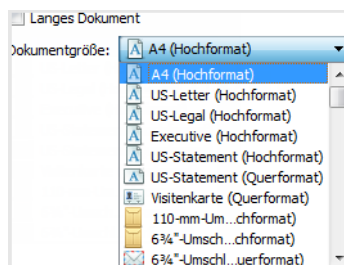 Langes Dokument
Dokumentgröße: A4 (Hochformat)
A4 (Hochformat)
US-Letter (Hochformat)
US-Legal (Hochformat)
Executive (Hochformat)
US-Statement (Hochformat)
US-Statement (Querformat)
Visitenkarte (Querformat)
110-mm-Um...chformat)
6¾"-Umsch...chformat)
6¾"-Umschl...uerformat)